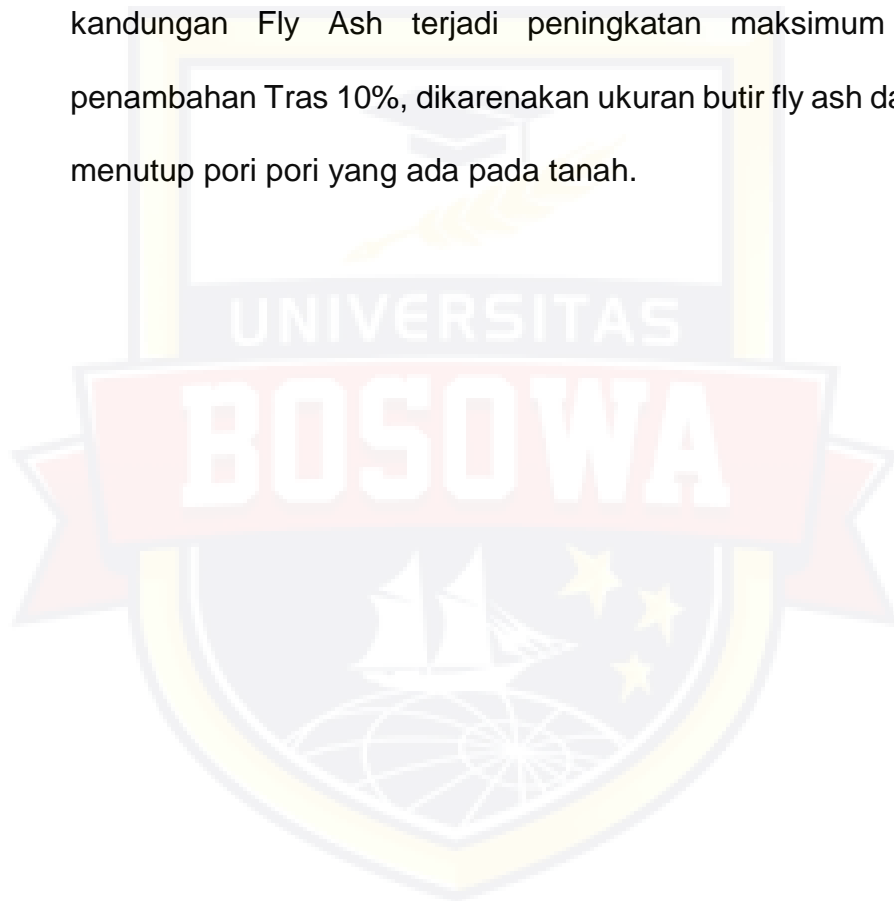 kandungan Fly Ash terjadi peningkatan maksimum
penambahan Tras 10%, dikarenakan ukuran butir fly ash
menutup pori pori yang ada pada tanah.
UNIVERSITAS
BOSOWA